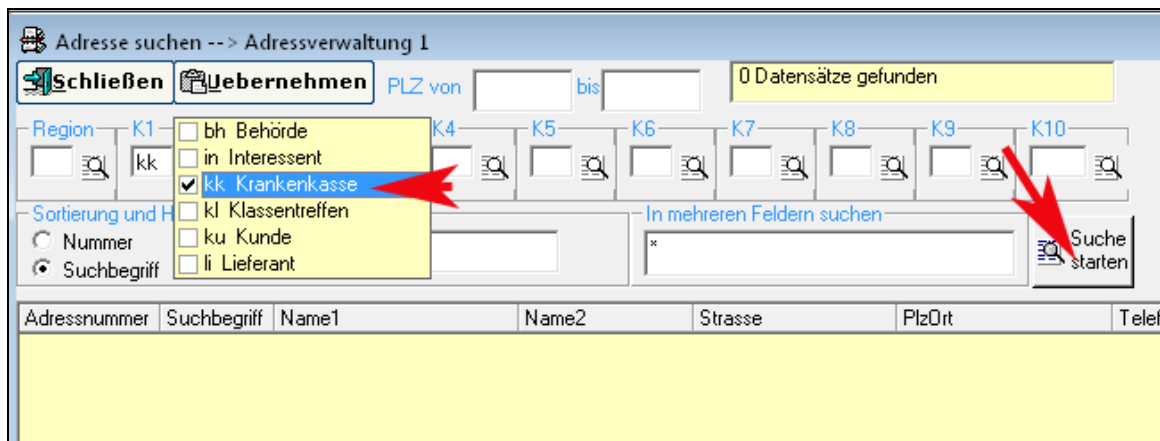 Adresse suchen --> Adressverwaltung 1
Schließen Uebernehmen PLZ von bis 0 Datensätze gefunden
Region K1 K4 K5 K6 K7 K8 K9 K10
kk
bh Behörde
in Interessent
kk Krankenkasse
kl Klassentreffen
ku Kunde
li Lieferant
Sortierung und H
Nummer
Suchbegriff
In mehreren Feldern suchen
*
Suche
starten
Adressnummer Suchbegriff Name1 Name2 Strasse PlzOrt Telef